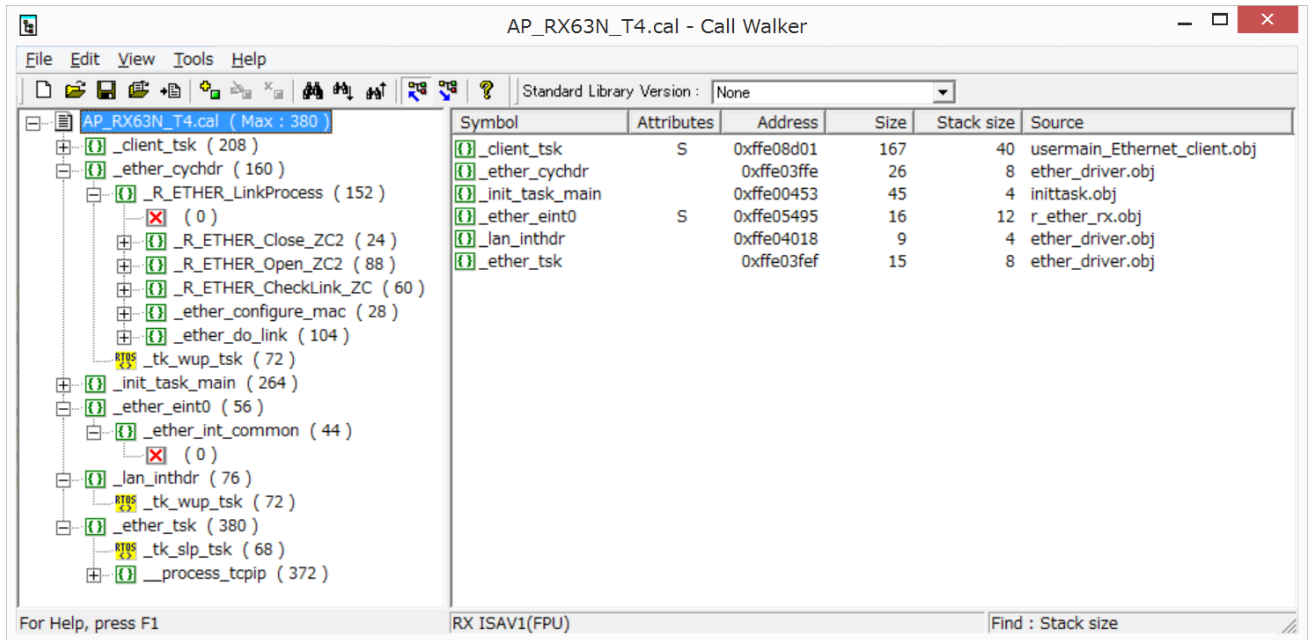 AP_RX63N_T4.cal - Call Walker
File Edit View Tools Help
Standard Library Version : None
AP_RX63N_T4.cal ( Max : 380 )
_client_tsk ( 208 )
_ether_cychdr ( 160 )
_R_ETHER_LinkProcess ( 152 )
( 0 )
_R_ETHER_Close_ZC2 ( 24 )
_R_ETHER_Open_ZC2 ( 88 )
_R_ETHER_CheckLink_ZC ( 60 )
_ether_configure_mac ( 28 )
_ether_do_link ( 104 )
RTOS _tk_wup_tsk ( 72 )
_init_task_main ( 264 )
_ether_eint0 ( 56 )
_ether_int_common ( 44 )
( 0 )
_lan_inthdr ( 76 )
RTOS _tk_wup_tsk ( 72 )
_ether_tsk ( 380 )
RTOS _tk_slp_tsk ( 68 )
__process_tcpip ( 372 )
Symbol Attributes Address Size Stack size Source
_client_tsk S 0xffe08d01 167 40 usermain_Ethernet_client.obj
_ether_cychdr 0xffe03ffe 26 8 ether_driver.obj
_init_task_main 0xffe00453 45 4 inittask.obj
_ether_eint0 S 0xffe05495 16 12 r_ether_rx.obj
_lan_inthdr 0xffe04018 9 4 ether_driver.obj
_ether_tsk 0xffe03fef 15 8 ether_driver.obj
For Help, press F1 RX ISAV1(FPU) Find : Stack size